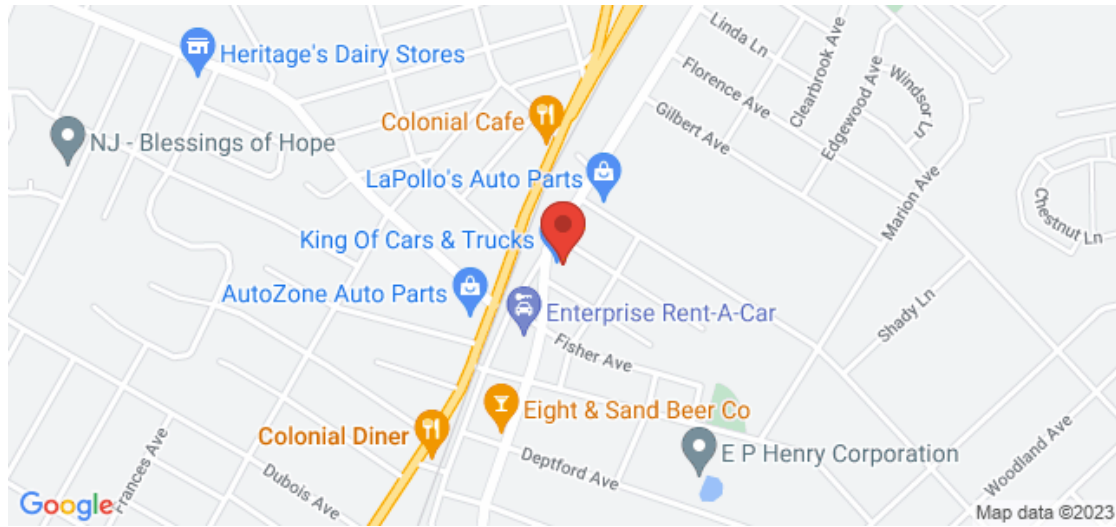 Linda Ln
Clearbrook Ave
Windsor Ln
Heritage's Dairy Stores
Florence Ave
Edgewood Ave
Gilbert Ave
Colonial Cafe
NJ - Blessings of Hope
LaPollo's Auto Parts
Marion Ave
Chestnut Ln
King Of Cars & Trucks
AutoZone Auto Parts
Enterprise Rent-A-Car
Shady Ln
Fisher Ave
Eight & Sand Beer Co
Colonial Diner
E P Henry Corporation
Frances Ave
Dubois Ave
Deptford Ave
Woodland Ave
Google
Map data ©2023